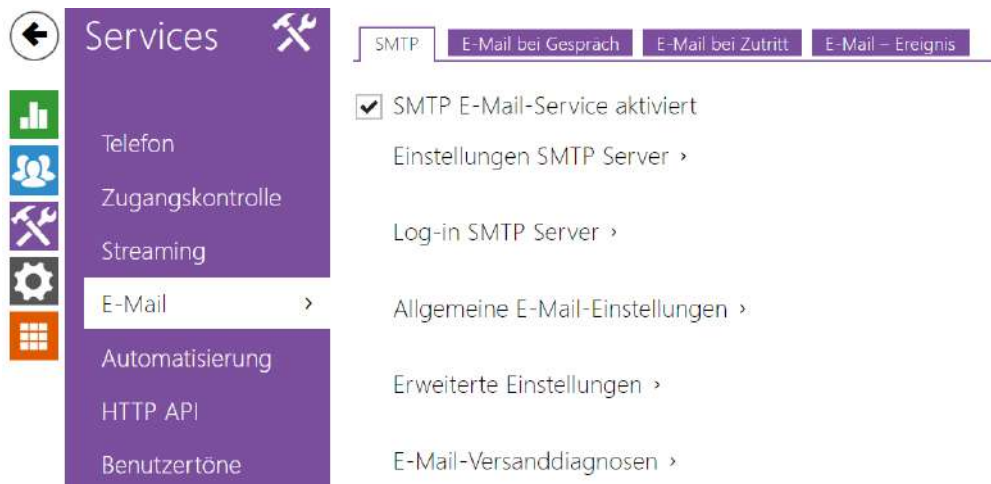 Services
Telefon
Zugangskontrolle
Streaming
E-Mail
Automatisierung
HTTP API
Benutzertöne
SMTP
E-Mail bei Gespräch
E-Mail bei Zutritt
E-Mail – Ereignis
SMTP E-Mail-Service aktiviert
Einstellungen SMTP Server ›
Log-in SMTP Server ›
Allgemeine E-Mail-Einstellungen ›
Erweiterte Einstellungen ›
E-Mail-Versanddiagnosen ›